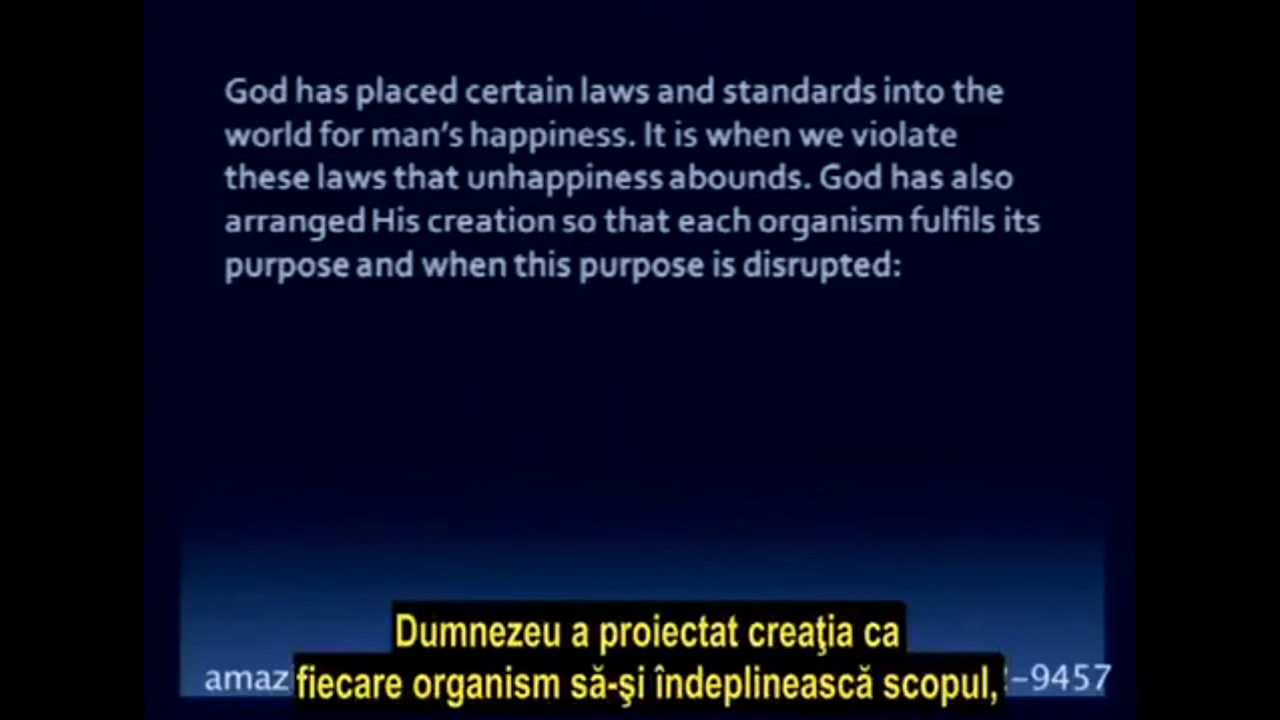 God has placed certain laws and standards into the
world for man's happiness. It is when we violate
these laws that unhappiness abounds. God has also
arranged His creation so that each organism fulfils its
purpose and when this purpose is disrupted:
Dumnezeu a proiectat creaţia ca
fiecare organism să-şi îndeplinească scopul,
amaz
-9457